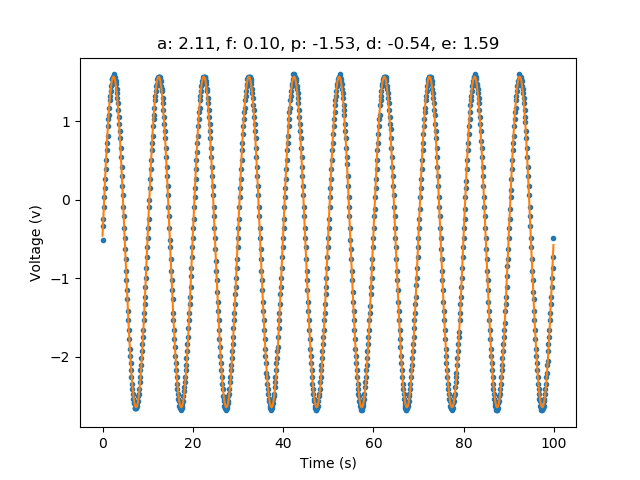 a: 2.11, f: 0.10, p: -1.53, d: -0.54, e: 1.59
1
0
−1
−2
Voltage (v)
0 20 40 60 80 100
Time (s)